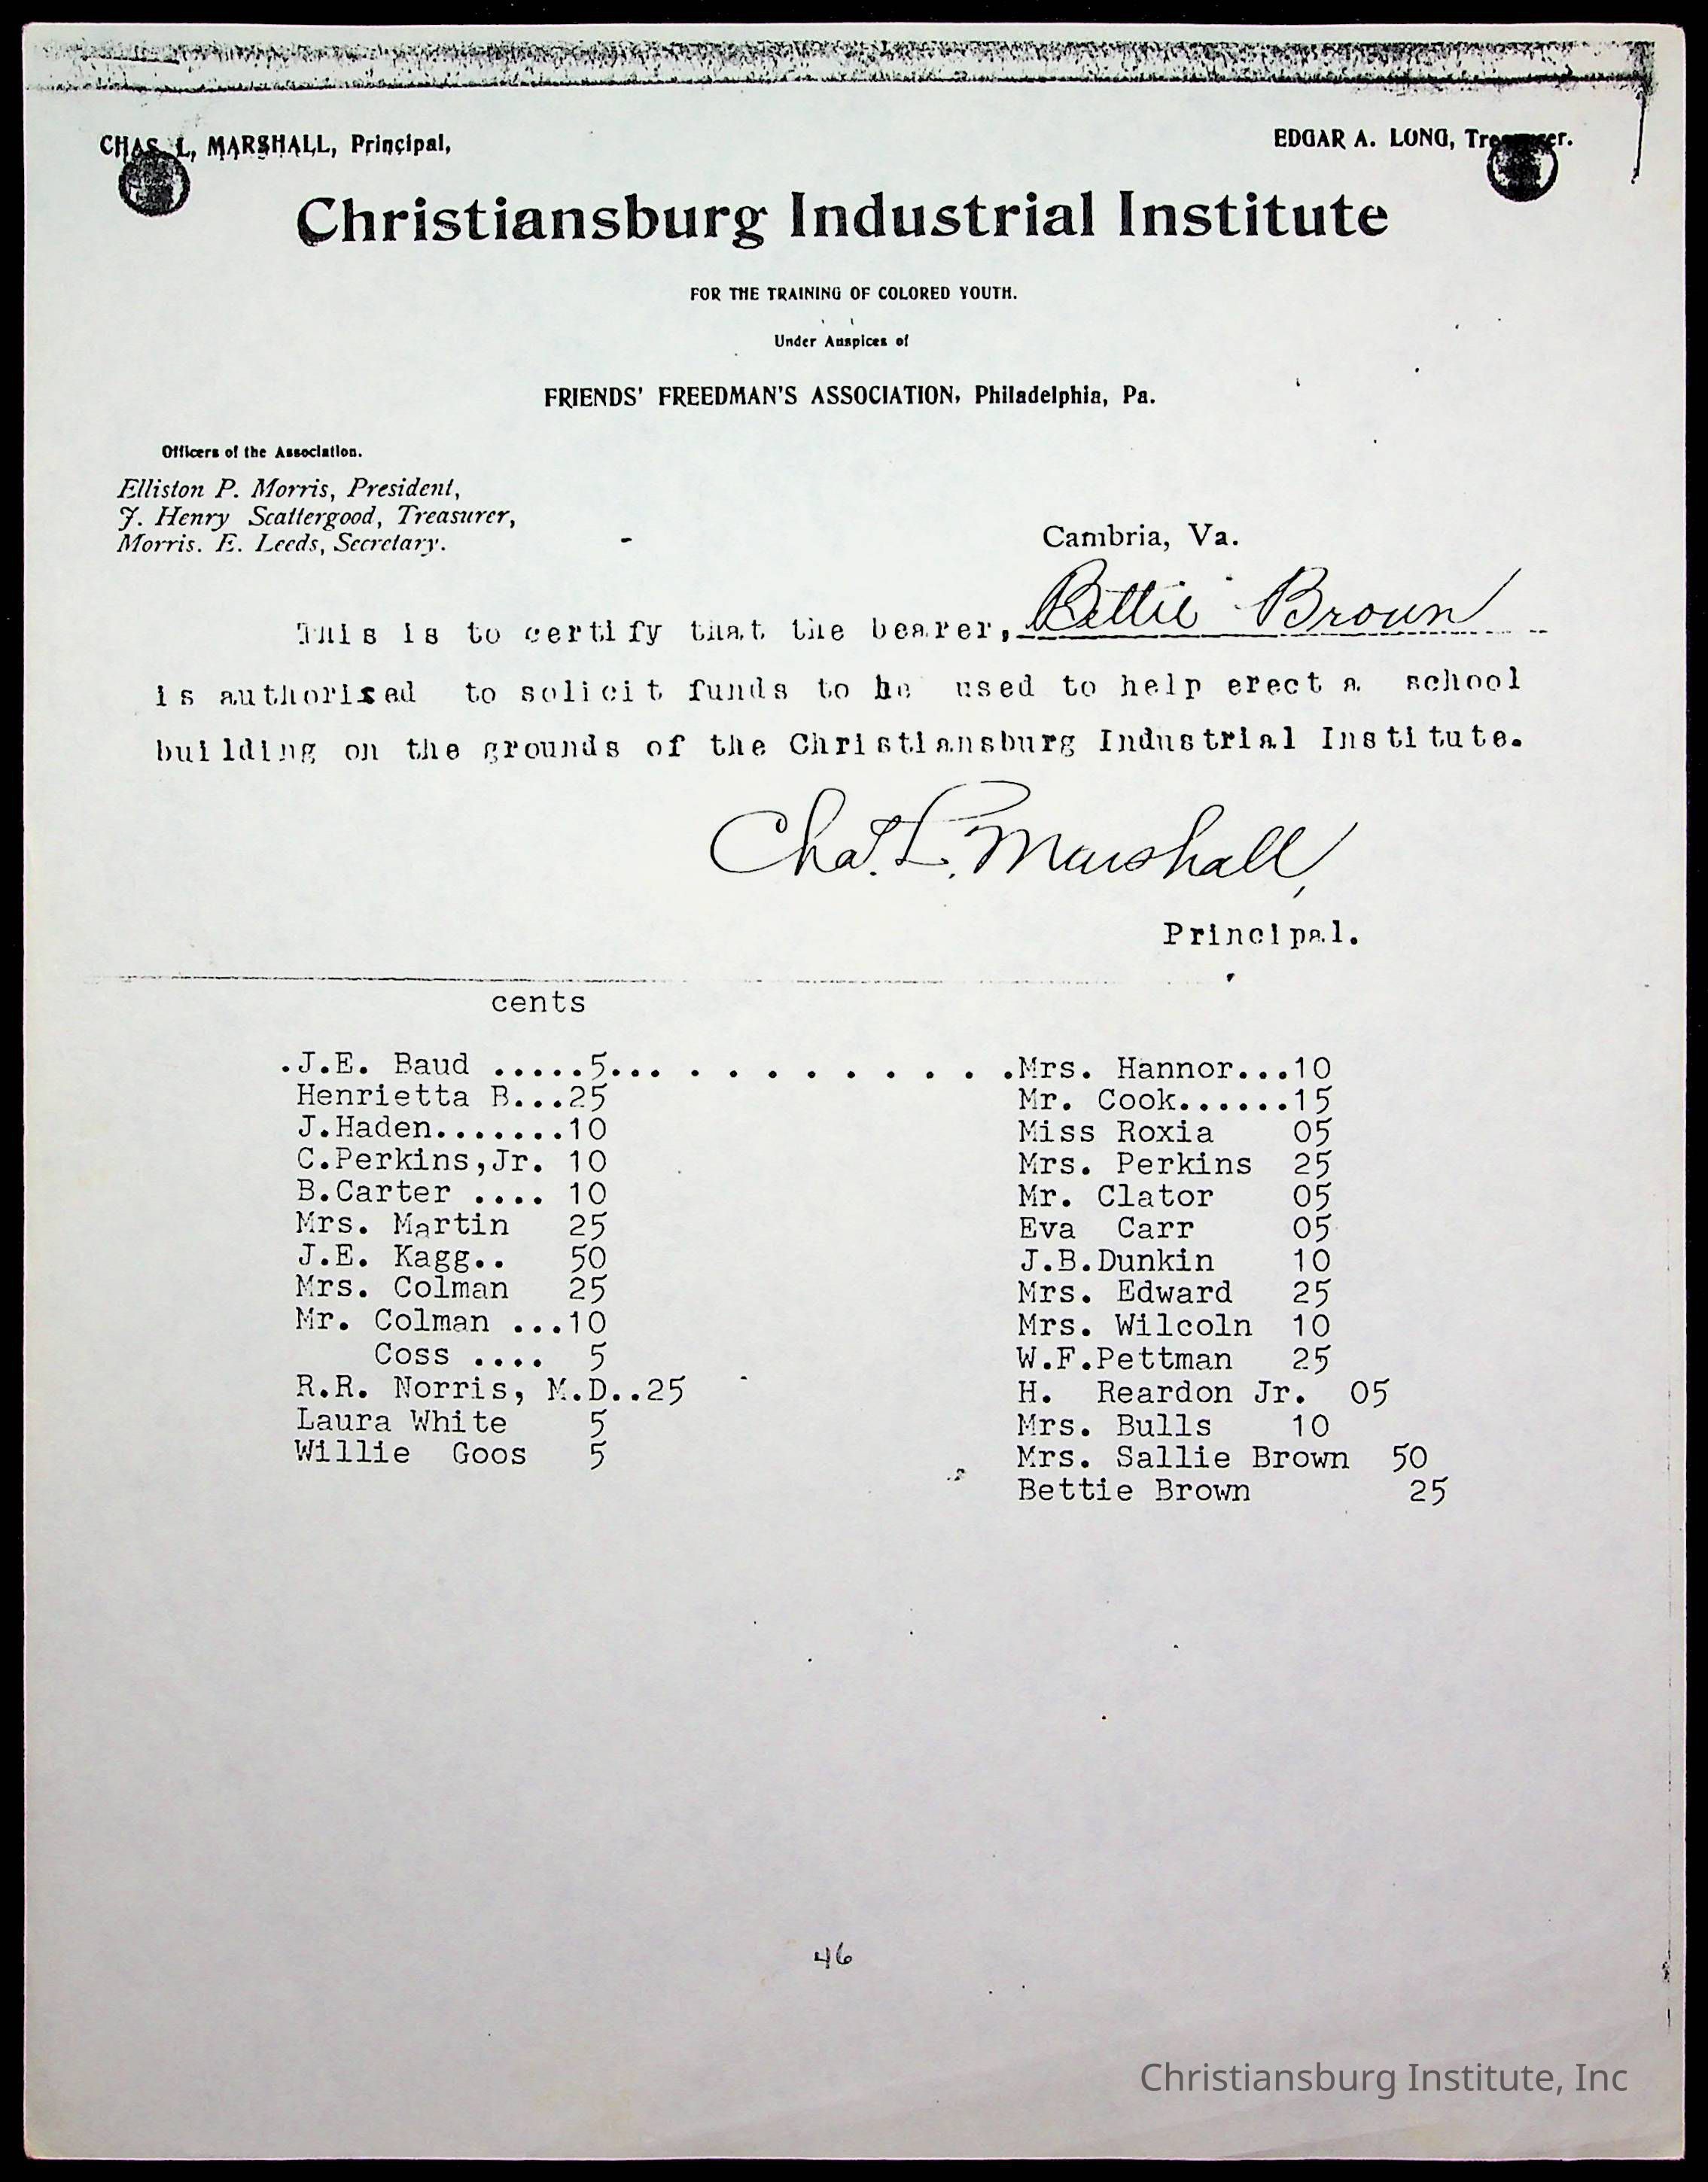 CHAS. L. MARSHALL, Principal,
EDGAR A. LONG, Treasurer.
Christiansburg Industrial Institute
FOR THE TRAINING OF COLORED YOUTH.
Under Auspices of
FRIENDS' FREEDMAN'S ASSOCIATION, Philadelphia, Pa.
Officers of the Association.
Elliston P. Morris, President,
J. Henry Scattergood, Treasurer,
Morris. E. Leeds, Secretary.
Cambria, Va.
This is to certify that the bearer, Bettie Brown
is authorised to solicit funds to be used to help erect a school
building on the grounds of the Christiansburg Industrial Institute.
Chas. L. Marshall,
Principal.
cents
.J.E. Baud .....5... . . . . . . . . . .Mrs. Hannor...10
Henrietta B...25 Mr. Cook......15
J.Haden.......10 Miss Roxia 05
C.Perkins,Jr. 10 Mrs. Perkins 25
B.Carter .... 10 Mr. Clator 05
Mrs. Martin 25 Eva Carr 05
J.E. Kagg.. 50 J.B.Dunkin 10
Mrs. Colman 25 Mrs. Edward 25
Mr. Colman ...10 Mrs. Wilcoln 10
Coss .... 5 W.F.Pettman 25
R.R. Norris, M.D..25 H. Reardon Jr. 05
Laura White 5 Mrs. Bulls 10
Willie Goos 5 Mrs. Sallie Brown 50
Bettie Brown 25
46
Christiansburg Institute, Inc